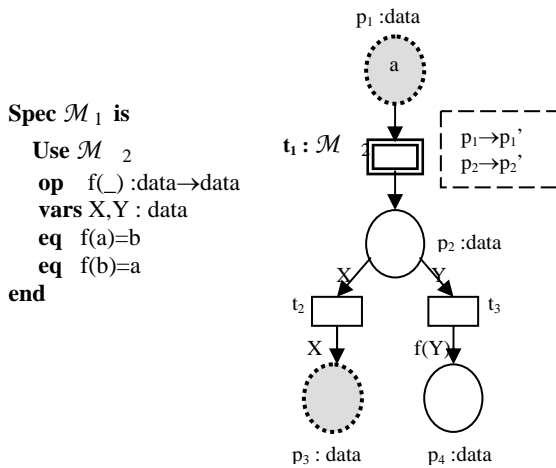 Spec ℳ 1 is
Use ℳ 2
op f(_) :data→data
vars X,Y : data
eq f(a)=b
eq f(b)=a
end
p1 :data
a
t1 : ℳ 2
p1→p1’
p2→p2’
p2 :data
X
Y
t2
t3
X
f(Y)
p3 : data
p4 :data